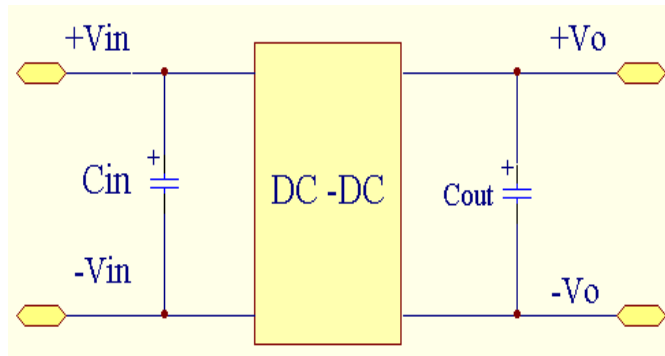 +Vin
+Vo
+
Cin
DC -DC
+
Cout
-Vin
-Vo